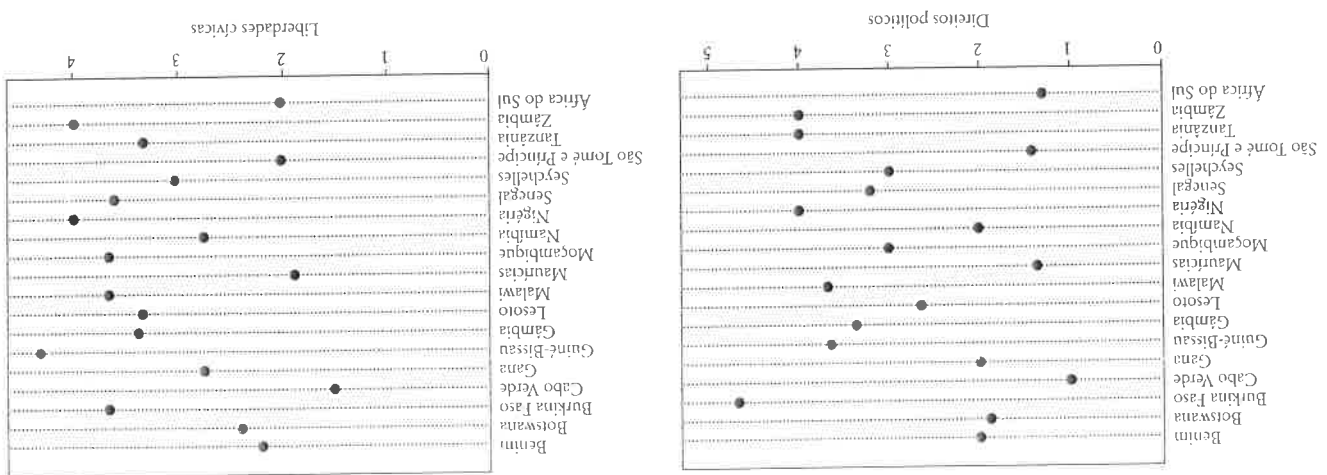 Benim
Botswana
Burkina Faso
Cabo Verde
Gana
Guiné-Bissau
Gâmbia
Lesoto
Malawi
Maurícias
Moçambique
Namíbia
Nigéria
Senegal
Seychelles
São Tomé e Príncipe
Tanzânia
Zâmbia
África do Sul
0 1 2 3 4 5
Direitos políticos
Benim
Botswana
Burkina Faso
Cabo Verde
Gana
Guiné-Bissau
Gâmbia
Lesoto
Malawi
Maurícias
Moçambique
Namíbia
Nigéria
Senegal
Seychelles
São Tomé e Príncipe
Tanzânia
Zâmbia
África do Sul
0 1 2 3 4
Liberdades cívicas